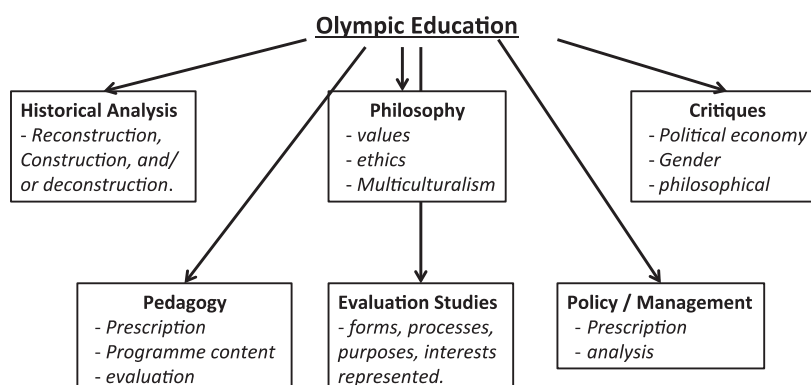 Olympic Education
Historical Analysis
- Reconstruction,
Construction, and/
or deconstruction.
Philosophy
- values
- ethics
- Multiculturalism
Critiques
- Political economy
- Gender
- philosophical
Pedagogy
- Prescription
- Programme content
- evaluation
Evaluation Studies
- forms, processes,
purposes, interests
represented.
Policy / Management
- Prescription
- analysis